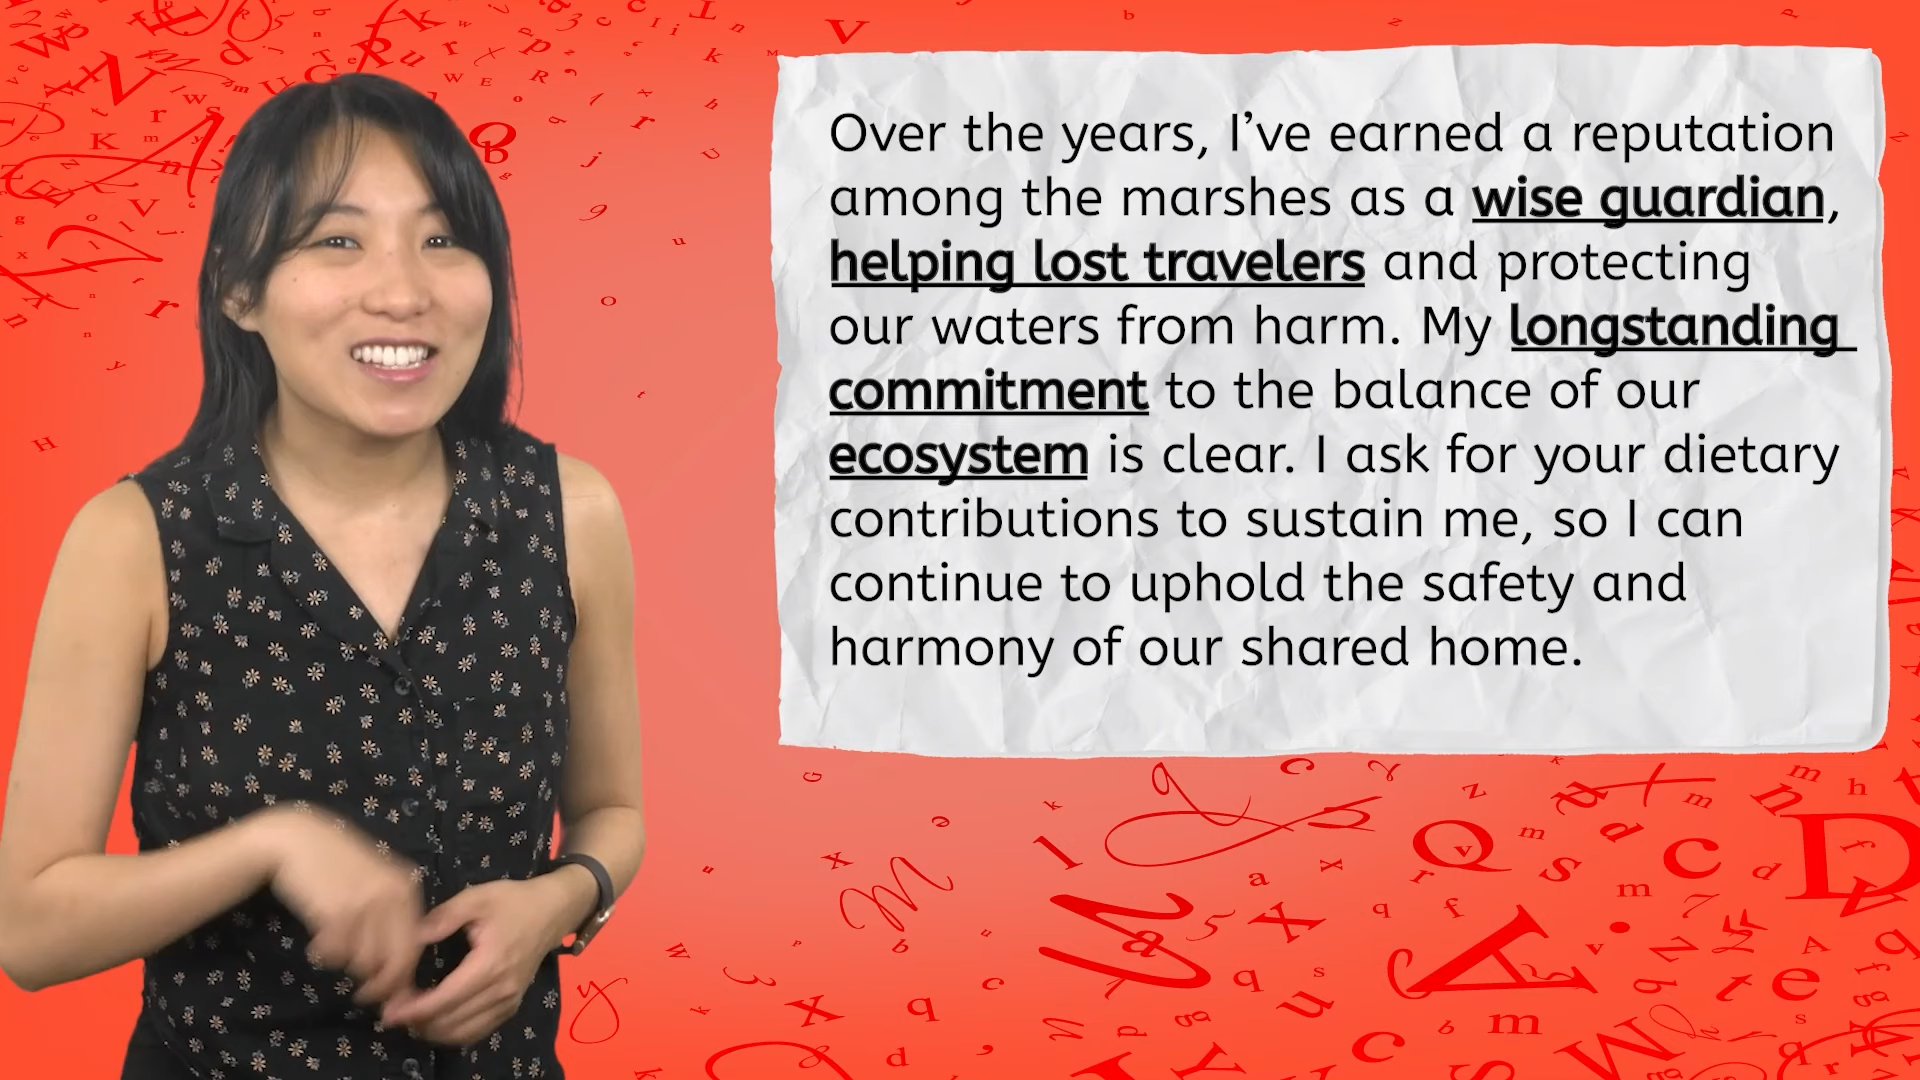 Over the years, I’ve earned a reputation
among the marshes as a wise guardian,
helping lost travelers and protecting
our waters from harm. My longstanding
commitment to the balance of our
ecosystem is clear. I ask for your dietary
contributions to sustain me, so I can
continue to uphold the safety and
harmony of our shared home.